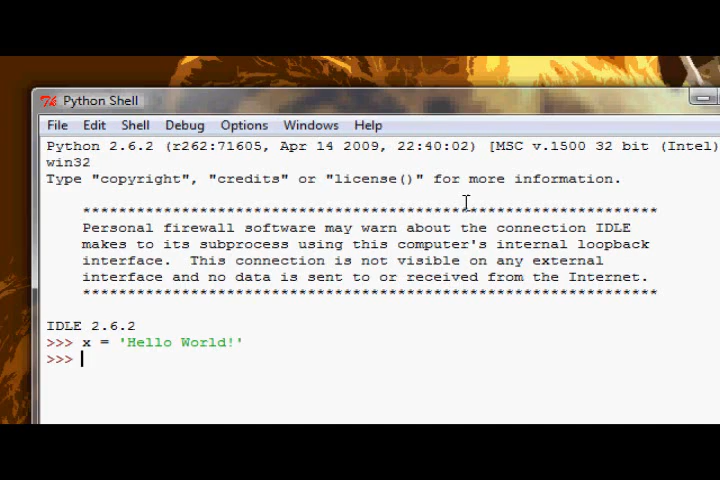 Python Shell
File Edit Shell Debug Options Windows Help
Python 2.6.2 (r262:71605, Apr 14 2009, 22:40:02) [MSC v.1500 32 bit (Intel)
win32
Type "copyright", "credits" or "license()" for more information.
****************************************************************
Personal firewall software may warn about the connection IDLE
makes to its subprocess using this computer's internal loopback
interface.  This connection is not visible on any external
interface and no data is sent to or received from the Internet.
****************************************************************
IDLE 2.6.2
>>> x = 'Hello World!'
>>>